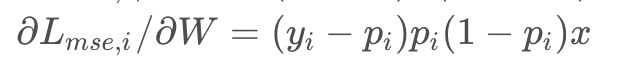 ∂L_{mse,i}/∂W = (y_i − p_i)p_i(1 − p_i)x